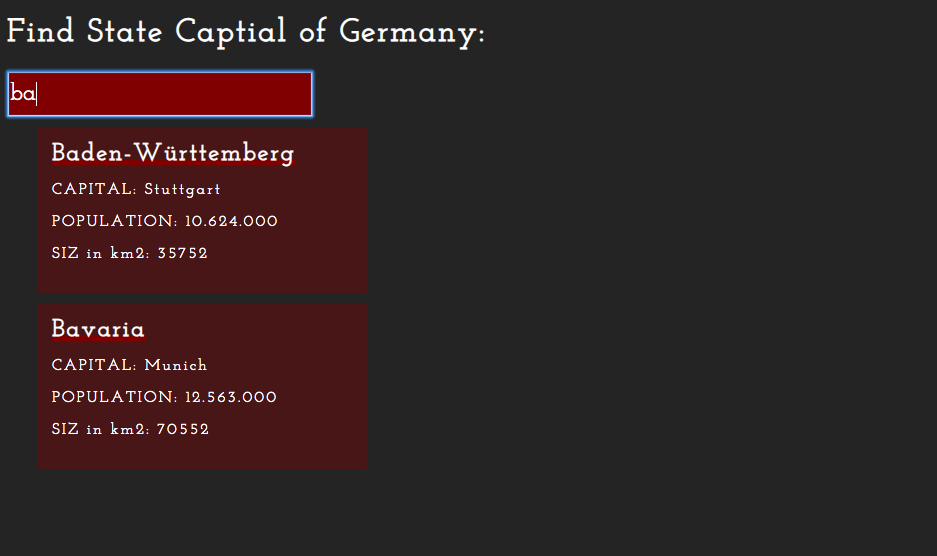 Find State Captial of Germany:
ba
Baden-Württemberg
CAPITAL: Stuttgart
POPULATION: 10.624.000
SIZ in km2: 35752
Bavaria
CAPITAL: Munich
POPULATION: 12.563.000
SIZ in km2: 70552